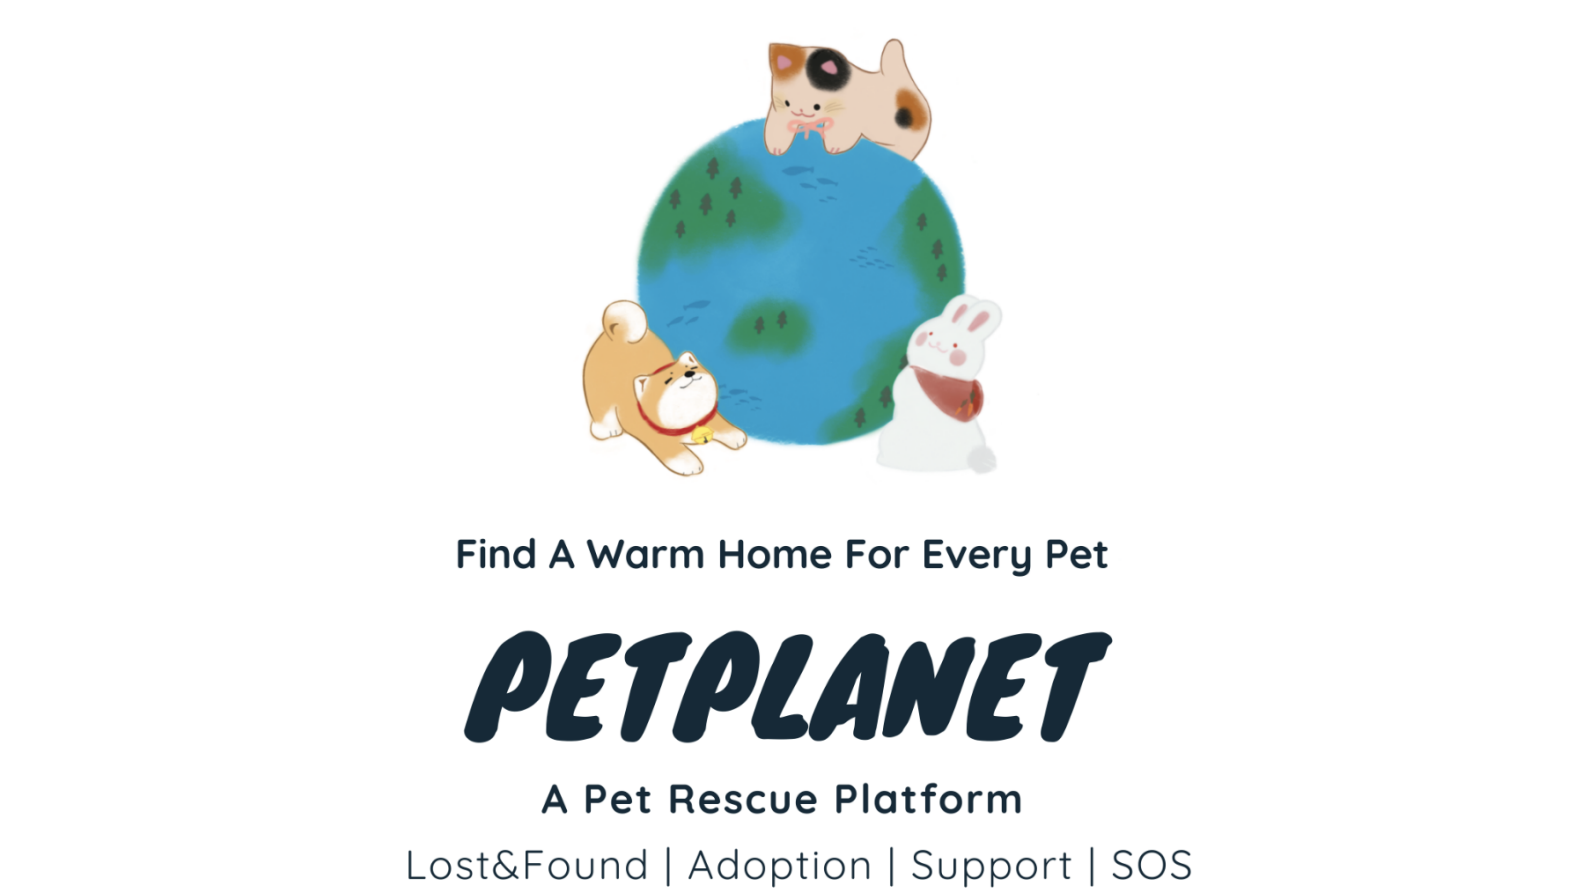 Find A Warm Home For Every Pet
PETPLANET
A Pet Rescue Platform
Lost&Found | Adoption | Support | SOS